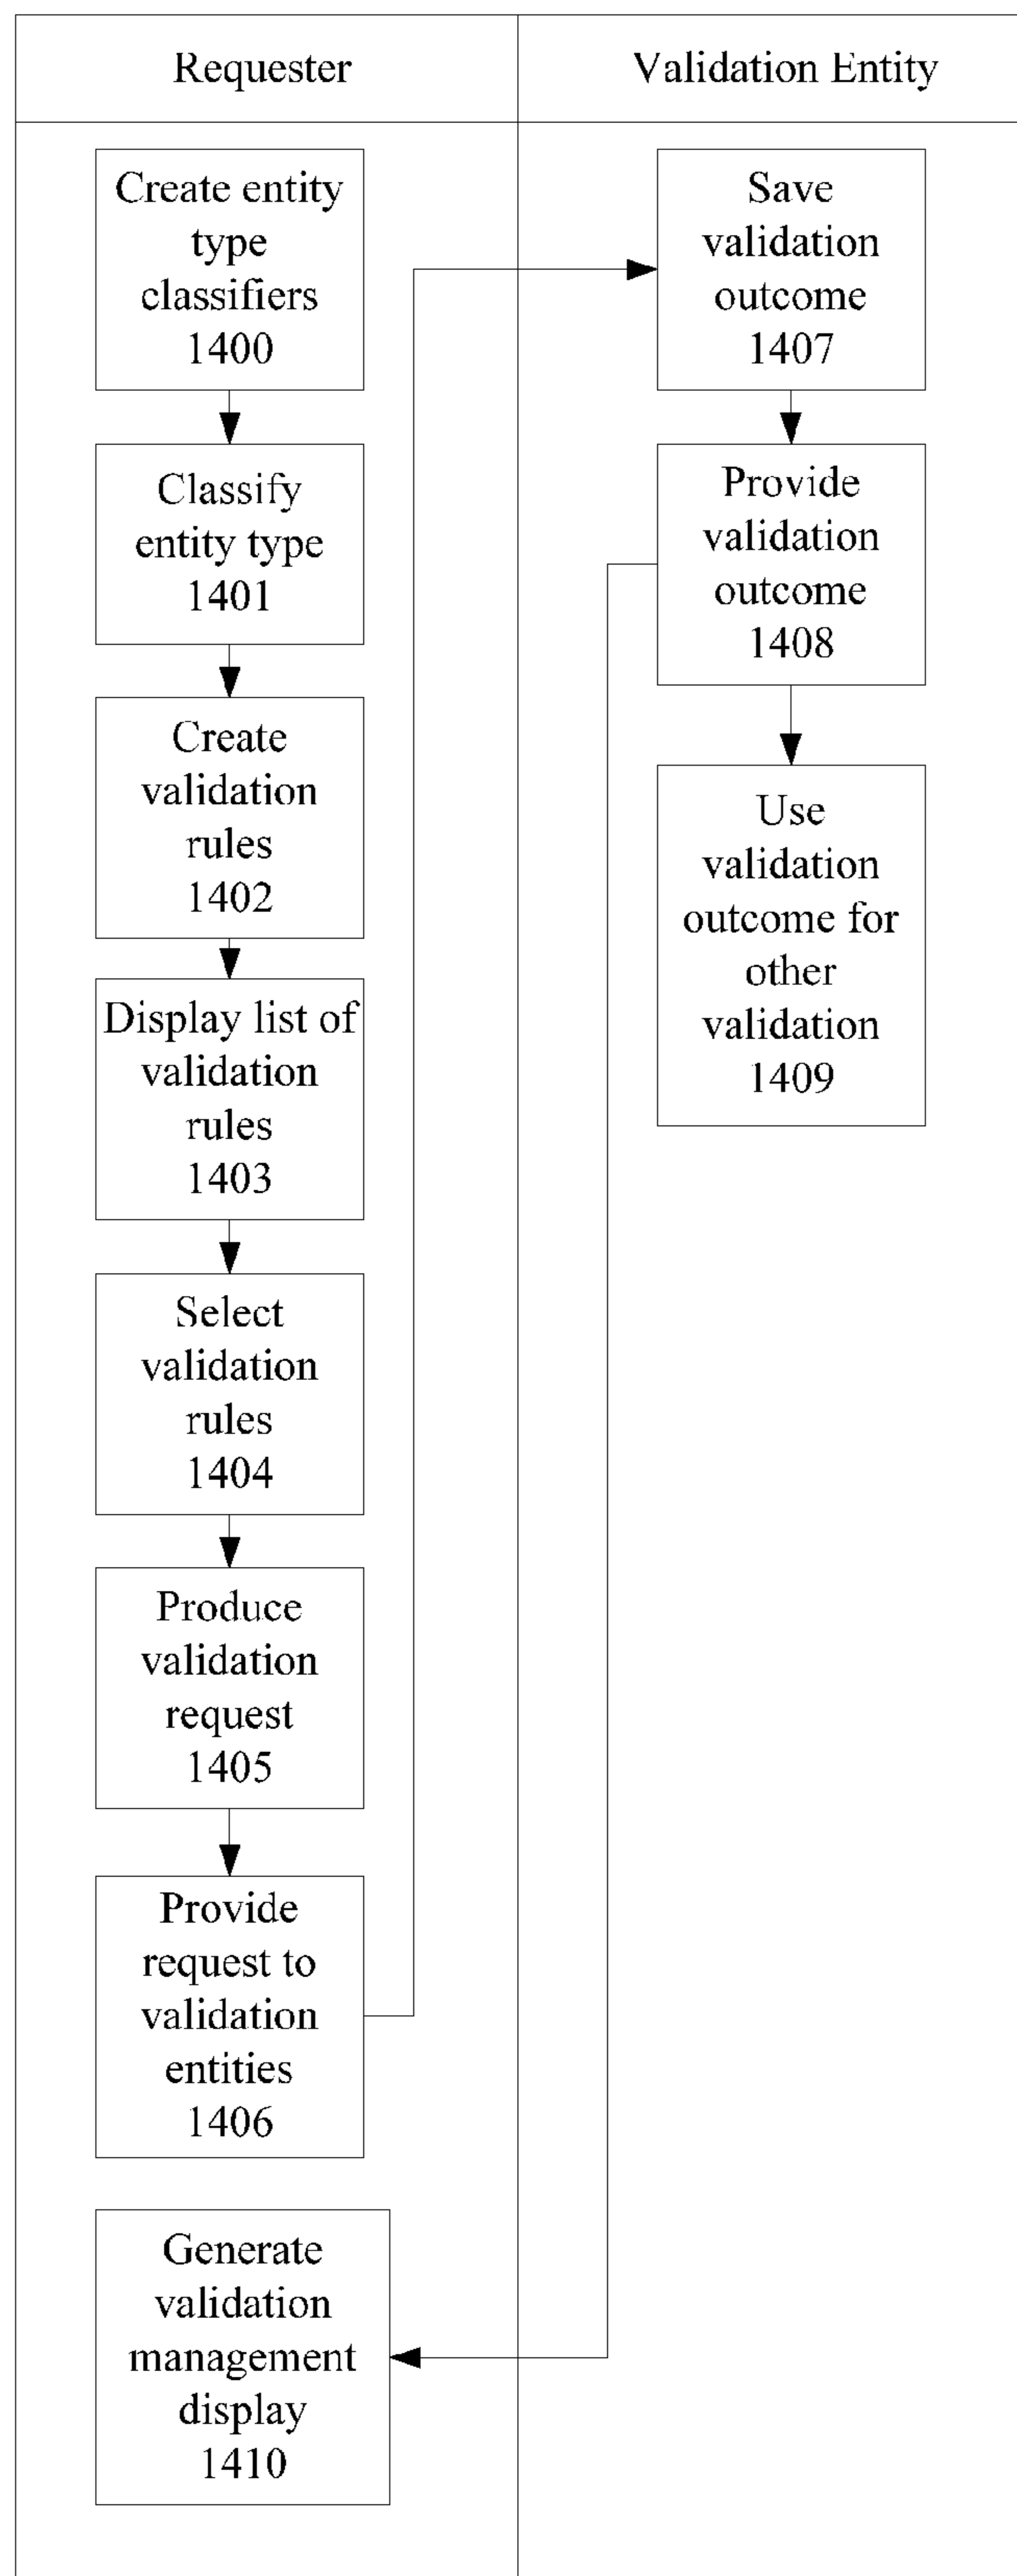 Requester
Validation Entity
Create entity
type
classifiers
1400
Classify
entity type
1401
Create
validation
rules
1402
Display list of
validation
rules
1403
Select
validation
rules
1404
Produce
validation
request
1405
Provide
request to
validation
entities
1406
Generate
validation
management
display
1410
Save
validation
outcome
1407
Provide
validation
outcome
1408
Use
validation
outcome for
other
validation
1409